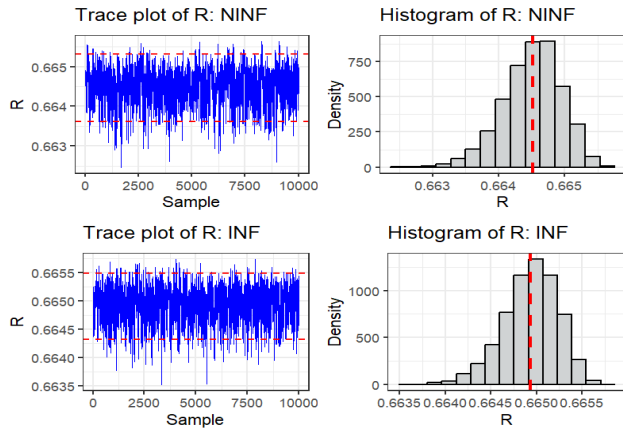 Trace plot of R: NINF
R
0.665
0.664
0.663
0 2500 5000 7500 10000
Sample
Histogram of R: NINF
Density
750
500
250
0
0.663 0.664 0.665
R
Trace plot of R: INF
R
0.6655
0.6650
0.6645
0.6640
0.6635
0 2500 5000 7500 10000
Sample
Histogram of R: INF
Density
1000
500
0
0.6635 0.6640 0.6645 0.6650 0.6655
R